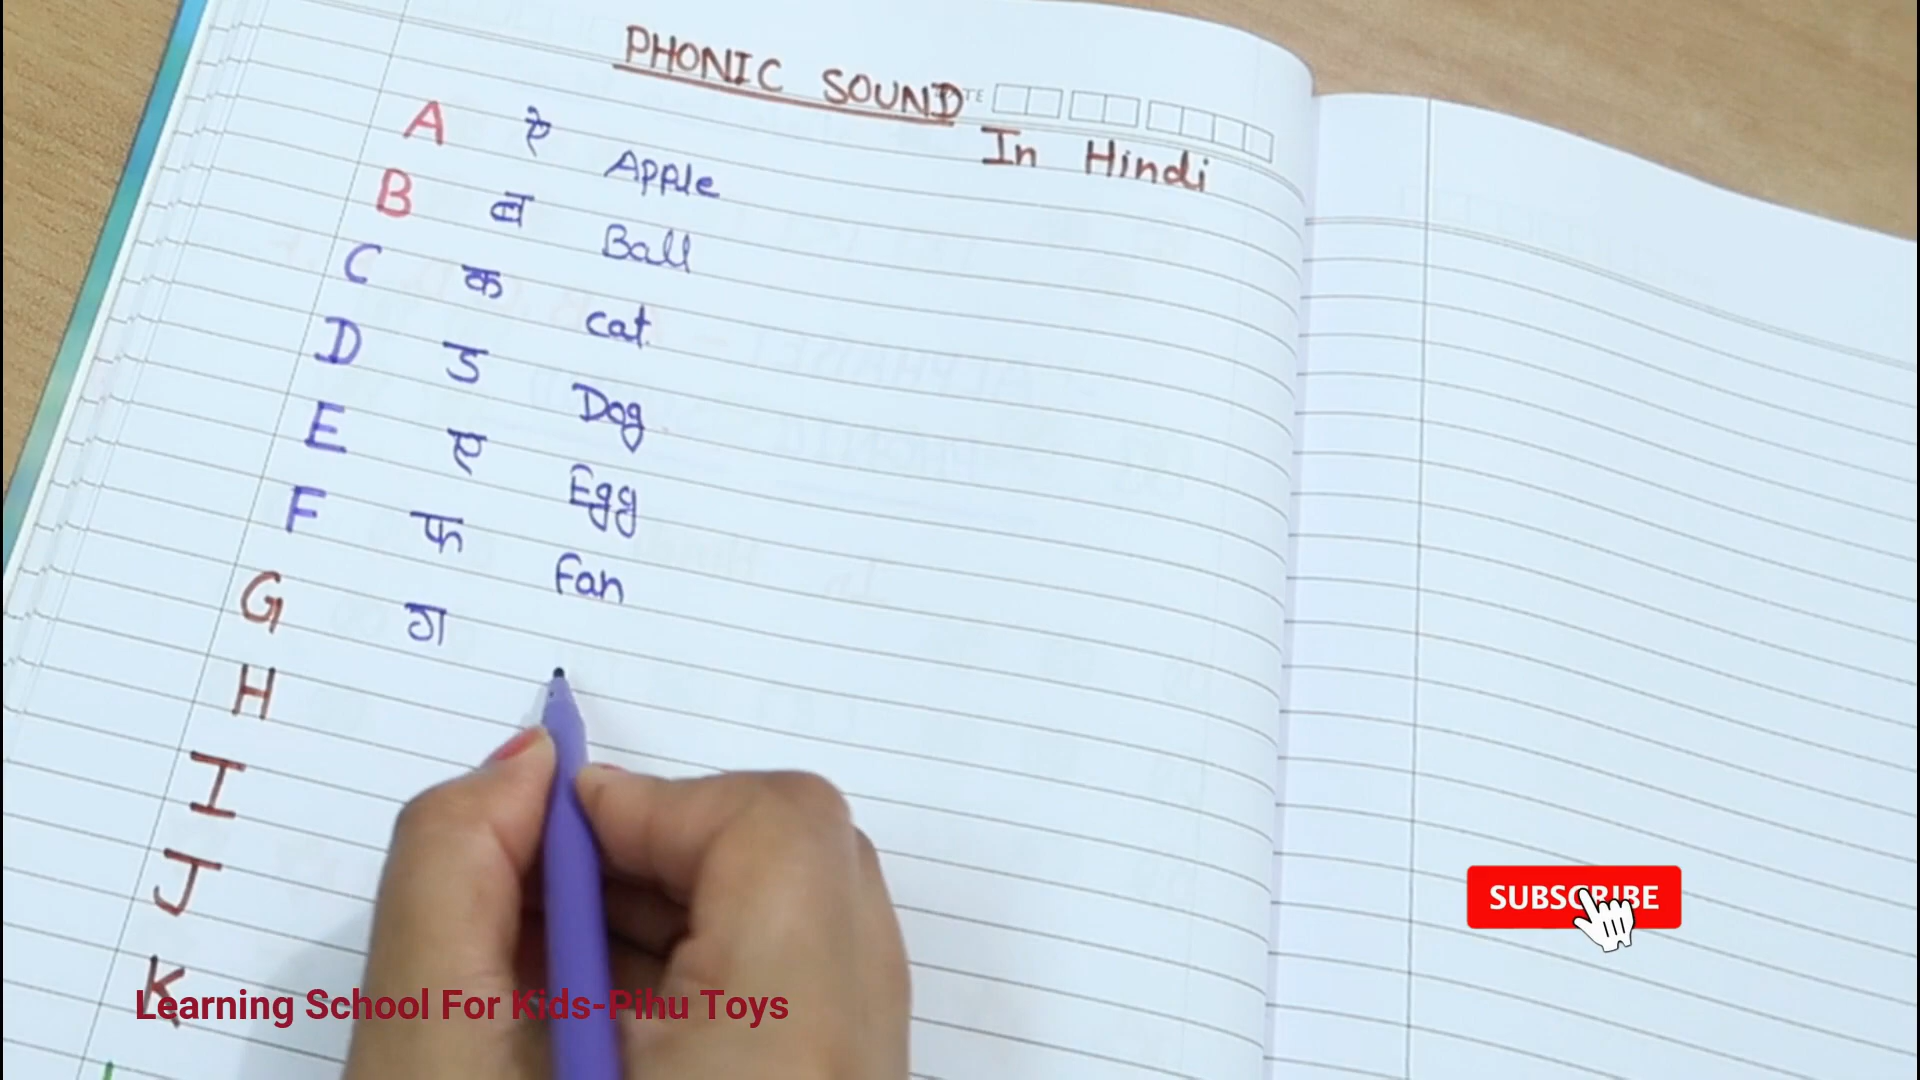 PHONIC SOUND
In Hindi
A ऐ Apple
B ब Ball
C क cat
D ड Dog
E ए Egg
F फ Fan
G ग
H
I
J
K
SUBSCRIBE
Learning School For Kids-Pihu Toys